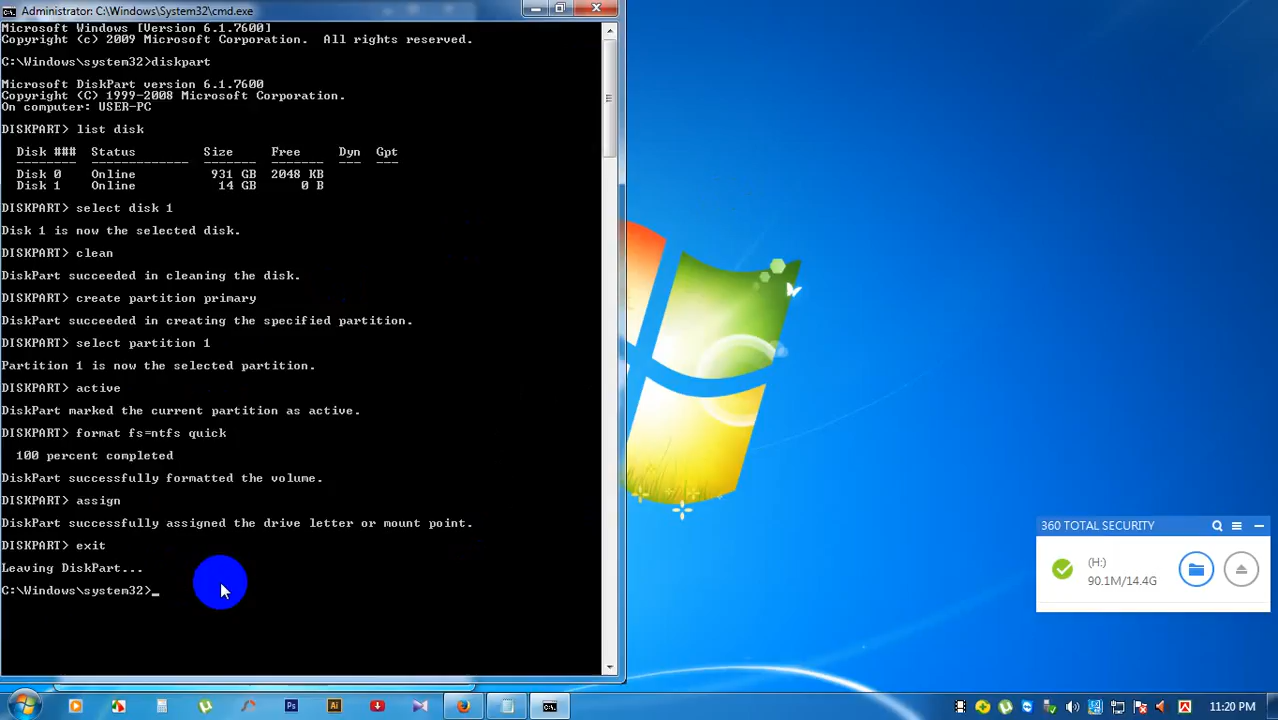 Administrator: C:\Windows\System32\cmd.exe
Microsoft Windows [Version 6.1.7600]
Copyright (c) 2009 Microsoft Corporation.  All rights reserved.
C:\Windows\system32>diskpart
Microsoft DiskPart version 6.1.7600
Copyright (C) 1999-2008 Microsoft Corporation.
On computer: USER-PC
DISKPART> list disk
Disk ###  Status  Size  Free  Dyn  Gpt
--------  -------------  -------  -------  ---  ---
Disk 0  Online  931 GB  2048 KB
Disk 1  Online  14 GB  0 B
DISKPART> select disk 1
Disk 1 is now the selected disk.
DISKPART> clean
DiskPart succeeded in cleaning the disk.
DISKPART> create partition primary
DiskPart succeeded in creating the specified partition.
DISKPART> select partition 1
Partition 1 is now the selected partition.
DISKPART> active
DiskPart marked the current partition as active.
DISKPART> format fs=ntfs quick
100 percent completed
DiskPart successfully formatted the volume.
DISKPART> assign
DiskPart successfully assigned the drive letter or mount point.
DISKPART> exit
Leaving DiskPart...
C:\Windows\system32>_
360 TOTAL SECURITY
(H:)
90.1M/14.4G
Ps
Ai
11:20 PM